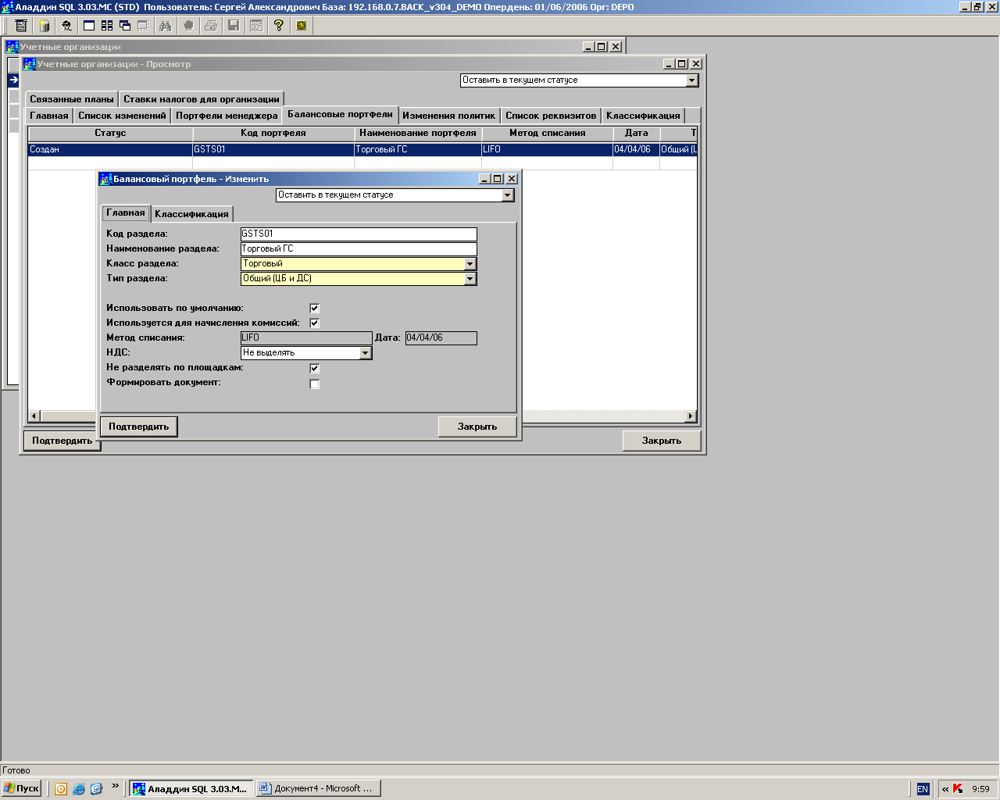 Аладдин SQL 3.03.MC (STD) Пользователь: Сергей Александрович База: 192.168.0.7.BACK_v304_DEMO Опердень: 01/06/2006 Орг: DEPO
Учетные организации
Учетные организации - Просмотр
Оставить в текущем статусе
Связанные планы Ставки налогов для организации
Главная Список изменений Портфели менеджера Балансовые портфели Изменения политик Список реквизитов Классификация
Статус Код портфеля Наименование портфеля Метод списания Дата Т
Создан GSTS01 Торговый ГС LIFO 04/04/06 Общий (Ц
Балансовый портфель - Изменить
Оставить в текущем статусе
Главная Классификация
Код раздела: GSTS01
Наименование раздела: Торговый ГС
Класс раздела: Торговый
Тип раздела: Общий (ЦБ и ДС)
Использовать по умолчанию:
Используется для начисления комиссий:
Метод списания: LIFO Дата: 04/04/06
НДС: Не выделять
Не разделять по площадкам:
Формировать документ:
Подтвердить Закрыть
Подтвердить Закрыть
Готово
Пуск » Аладдин SQL 3.03.М... Документ4 - Microsoft ... EN « 9:59